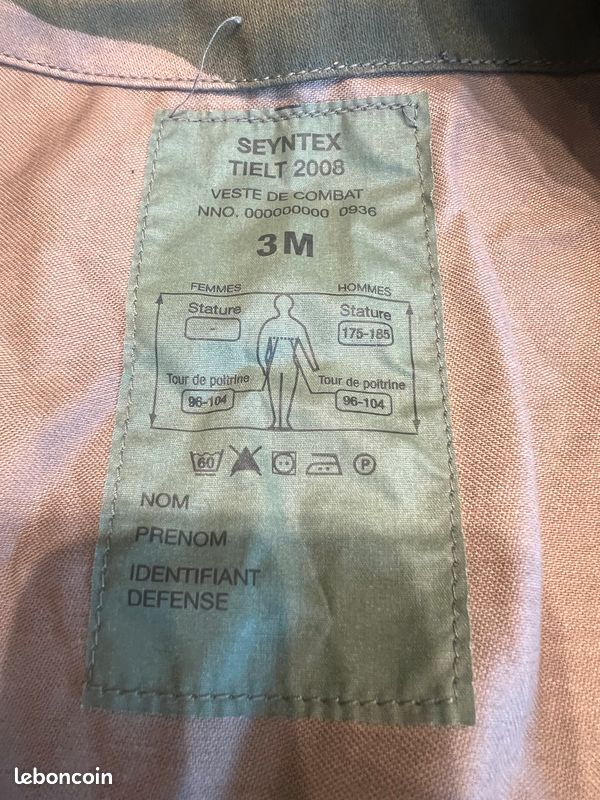 SEYNTEX
TIELT 2008
VESTE DE COMBAT
NNO. 000000000 0936
3 M
FEMMES HOMMES
Stature Stature
175-185
Tour de poitrine Tour de poitrine
96-104 96-104
60 P
NOM
PRENOM
IDENTIFIANT
DEFENSE
leboncoin